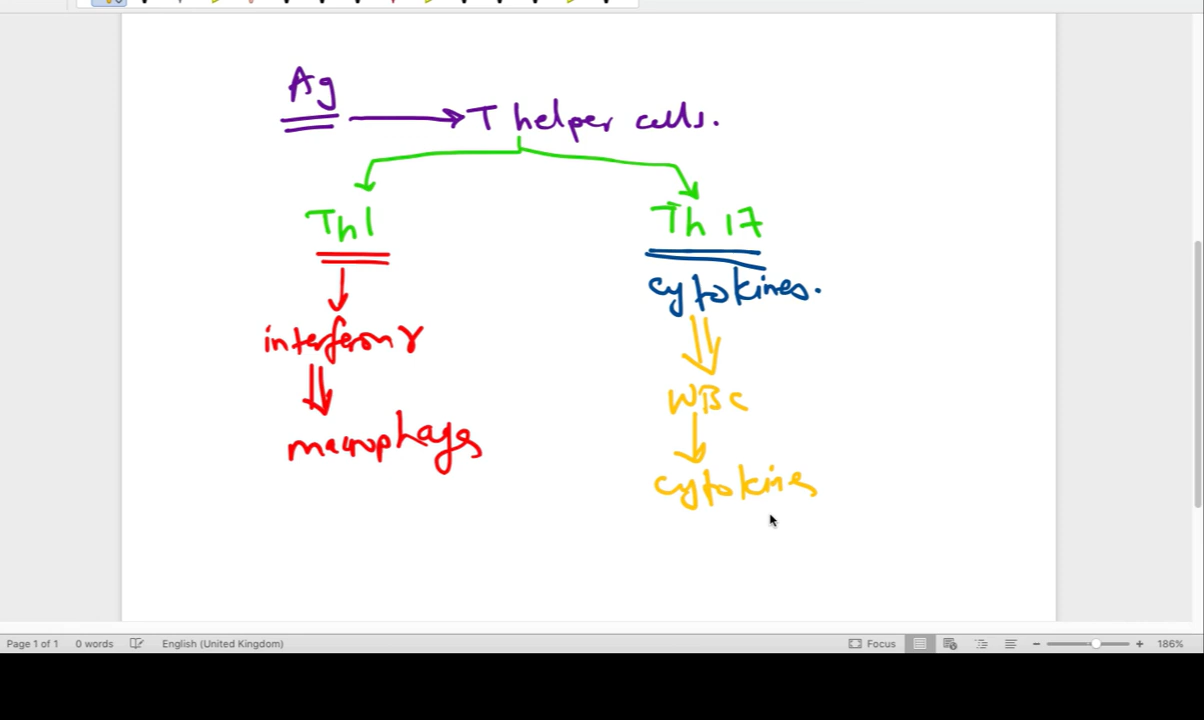 Ag
T helper cells.
Th1
Th 17
cytokines.
interferon γ
WBC
macrophages
cytokines
Page 1 of 1 0 words English (United Kingdom) Focus 186%